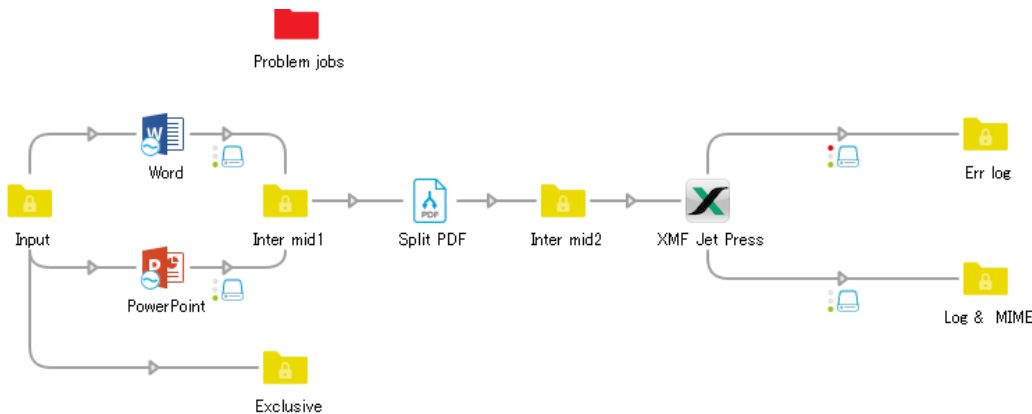 Problem jobs
W
Word
Err log
Input
Inter mid1
PDF
Split PDF
Inter mid2
X
XMF Jet Press
P
PowerPoint
Log & MIME
Exclusive